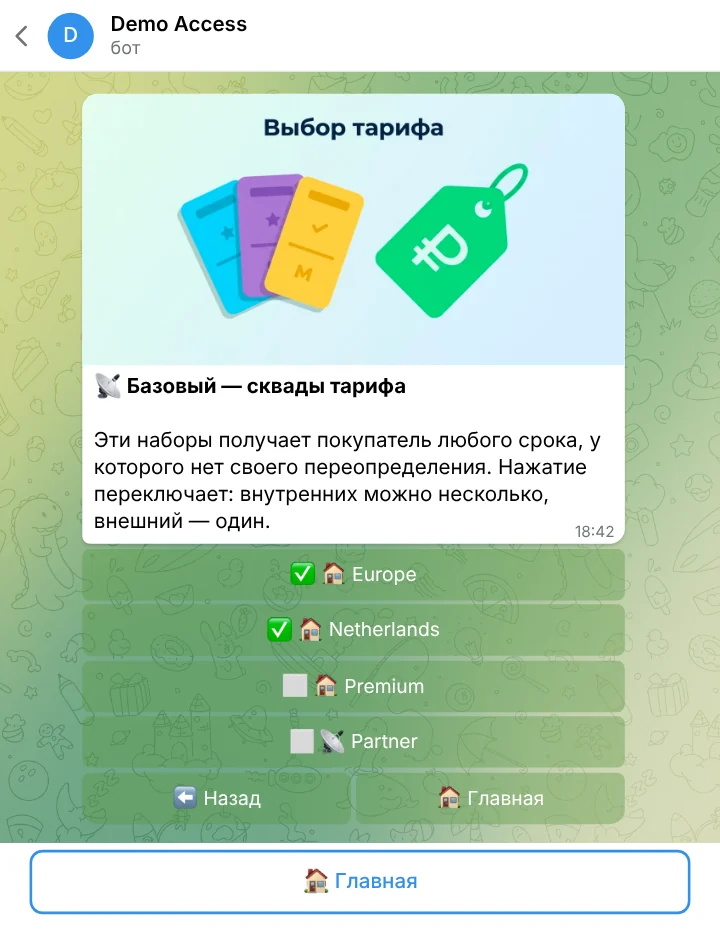 D
Demo Access
бот
Выбор тарифа
M
📡 Базовый — сквады тарифа
Эти наборы получает покупатель любого срока, у
которого нет своего переопределения. Нажатие
переключает: внутренних можно несколько,
внешний — один.
18:42
✅ 🏠 Europe
✅ 🏠 Netherlands
⬜ 🏠 Premium
⬜ 📡 Partner
⬅️ Назад
🏠 Главная
🏠 Главная